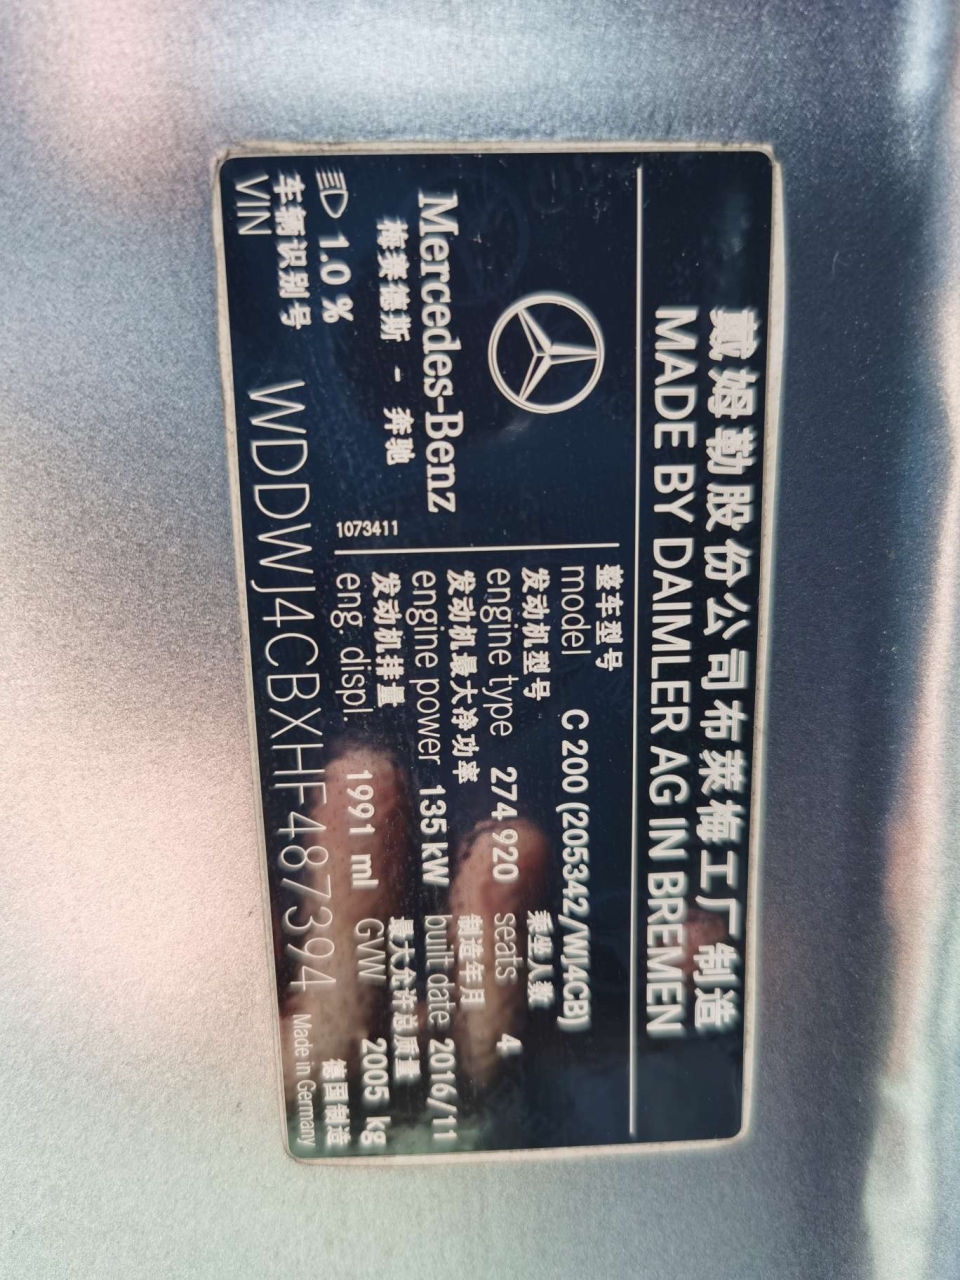 戴姆勒股份公司布莱梅工厂制造
MADE BY DAIMLER AG IN BREMEN
Mercedes-Benz
梅赛德斯 - 奔驰
1.0 %
1073411
整车型号
model C 200 (205342/WJ4CB)
发动机型号 乘坐人数
engine type 274 920 seats 4
发动机最大净功率 制造年月
engine power 135 kW built date 2016/11
发动机排量 最大允许总质量
eng. displ. 1991 ml GVW 2005 kg
车辆识别号 德国制造
VIN WDDWJ4CBXHF487394 Made in Germany